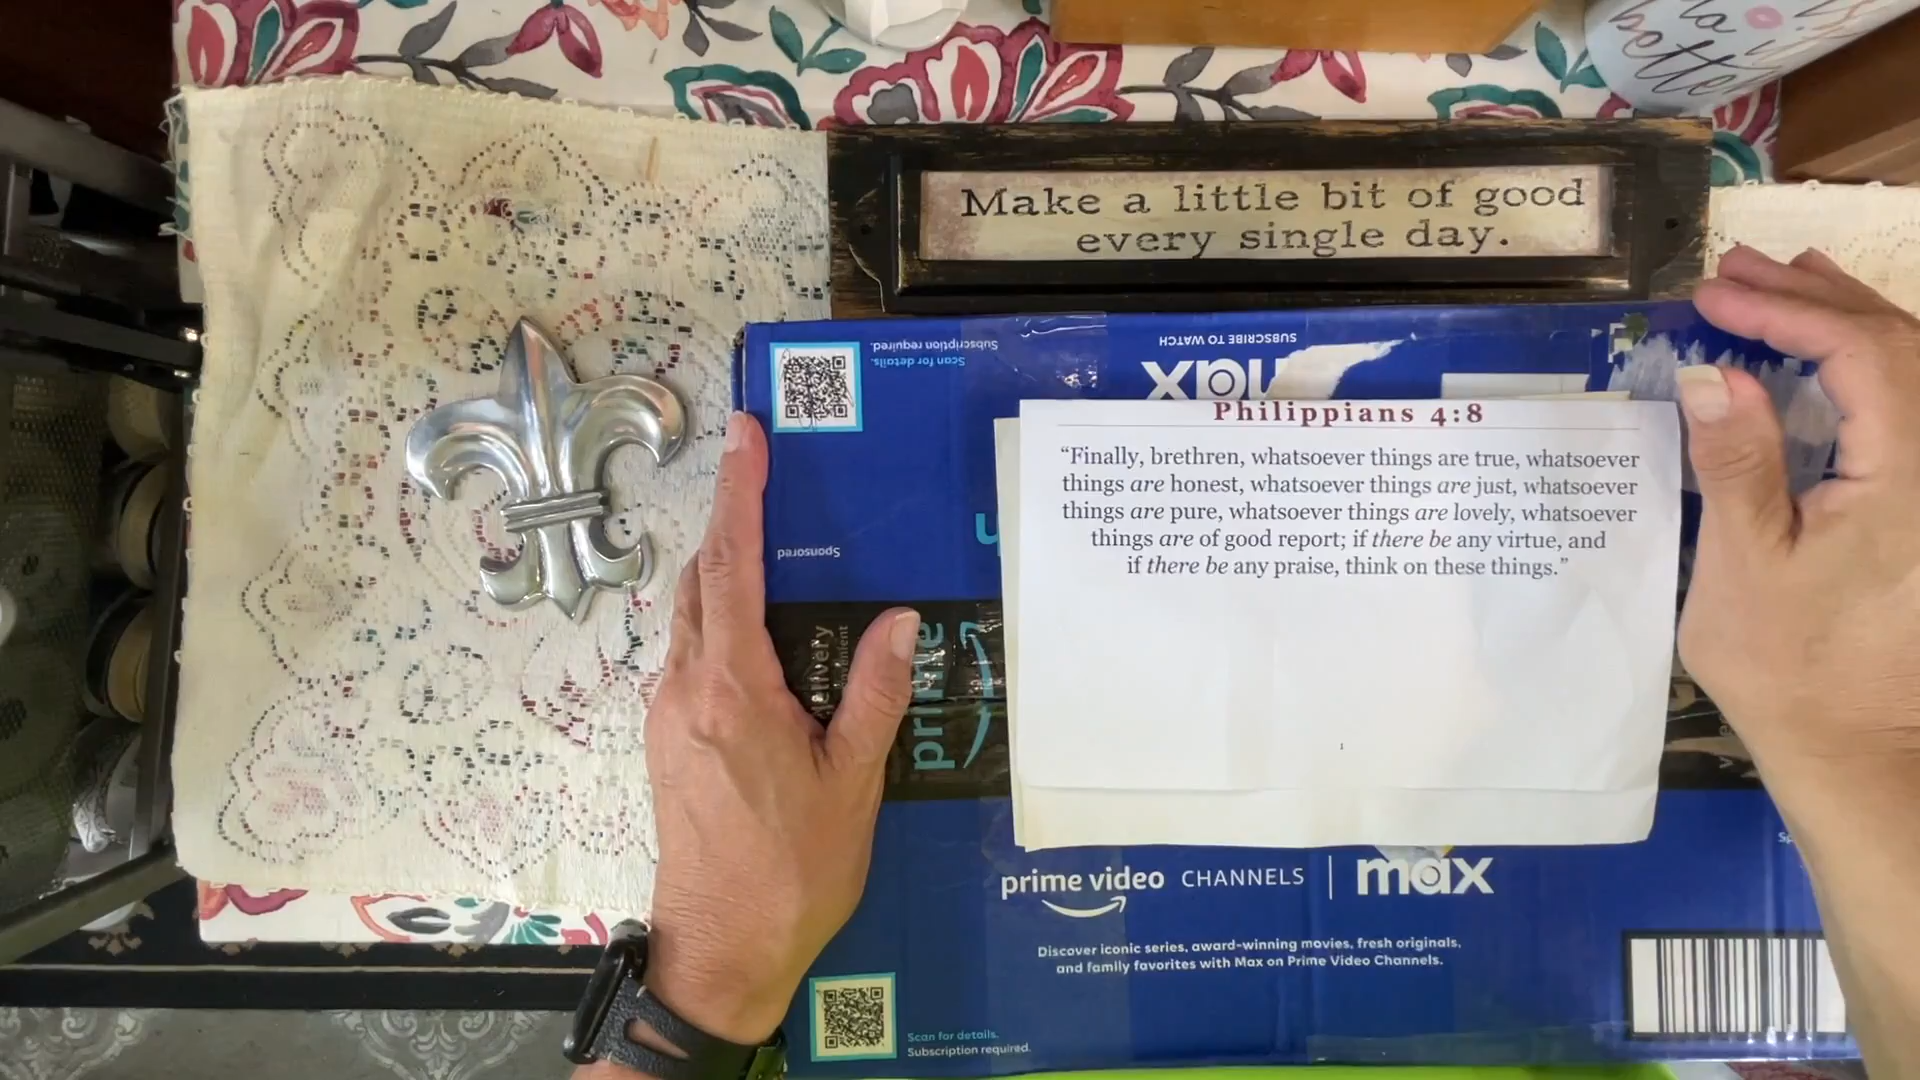 better
Make a little bit of good
every single day.
SUBSCRIBE TO WATCH
max
Scan for details.
Subscription required.
Philippians 4:8
“Finally, brethren, whatsoever things are true, whatsoever
things are honest, whatsoever things are just, whatsoever
things are pure, whatsoever things are lovely, whatsoever
things are of good report; if there be any virtue, and
if there be any praise, think on these things.”
1
Sponsored
prime
prime video CHANNELS | max
Discover iconic series, award-winning movies, fresh originals,
and family favorites with Max on Prime Video Channels.
Scan for details.
Subscription required.